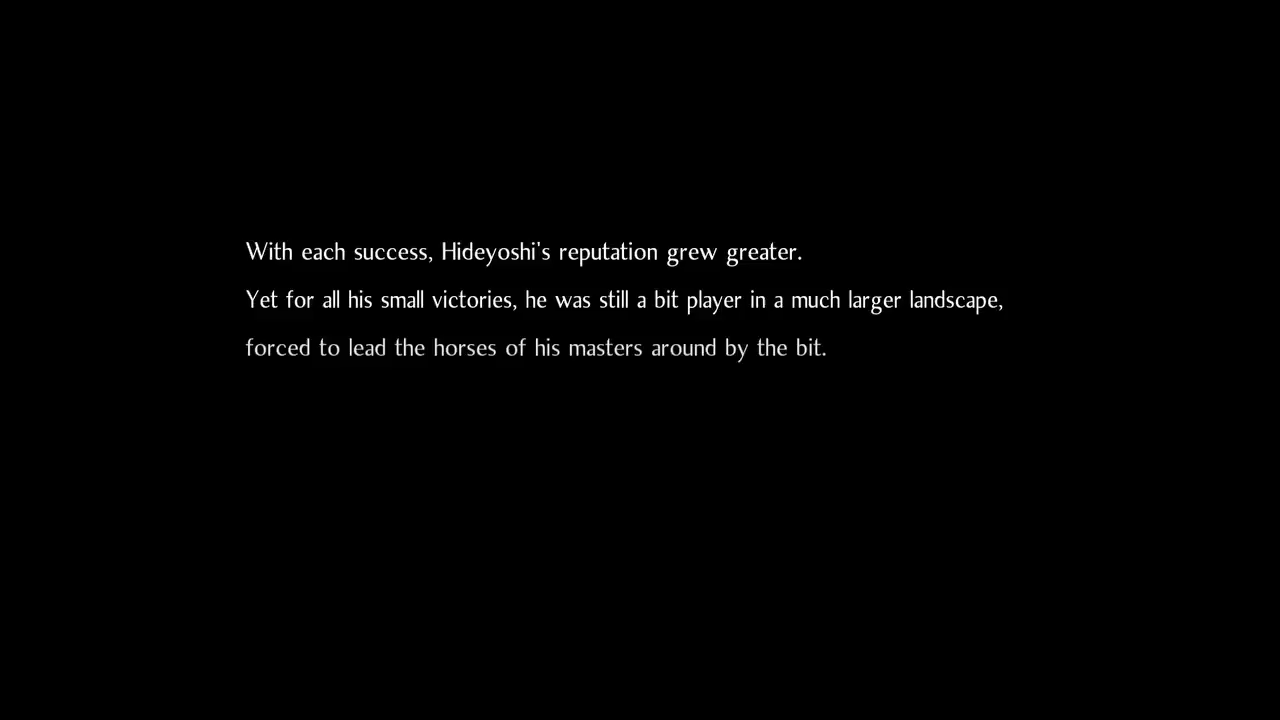 With each success, Hideyoshi's reputation grew greater.
Yet for all his small victories, he was still a bit player in a much larger landscape,
forced to lead the horses of his masters around by the bit.